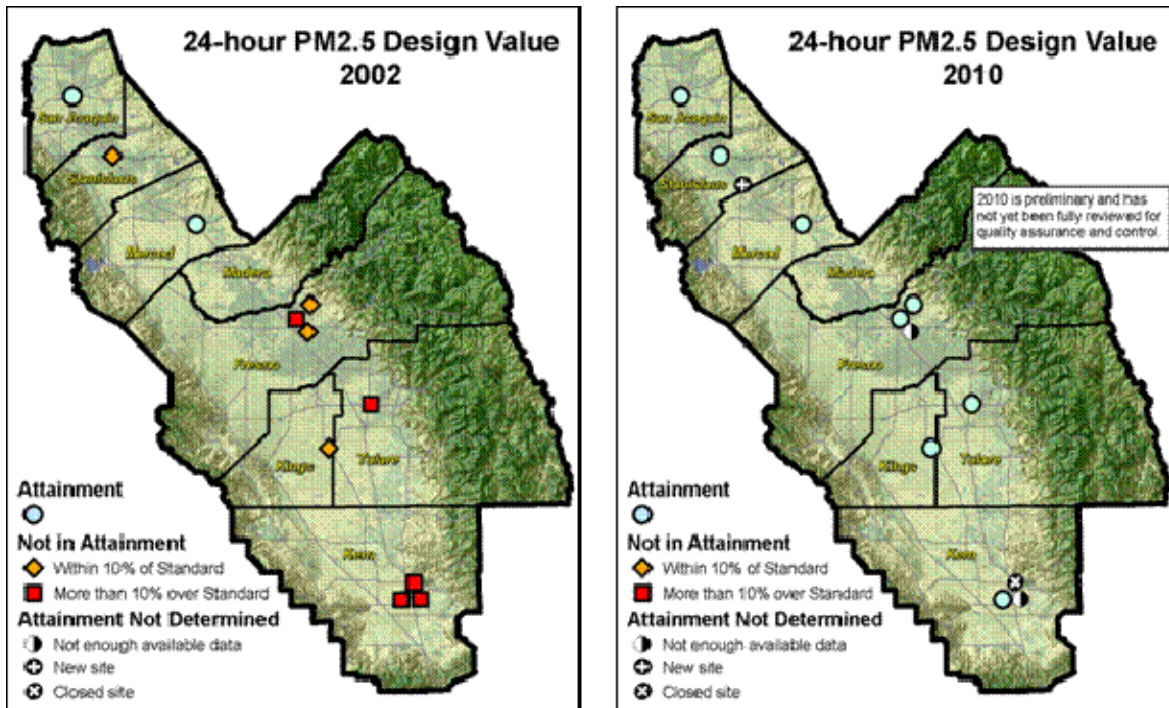 24-hour PM2.5 Design Value
2002
San Joaquin
Stanislaus
Merced
Madera
Fresno
Kings
Tulare
Kern
Attainment
Not in Attainment
Within 10% of Standard
More than 10% over Standard
Attainment Not Determined
Not enough available data
New site
Closed site
24-hour PM2.5 Design Value
2010
San Joaquin
Stanislaus
2010 is preliminary and has
not yet been fully reviewed for
quality assurance and control.
Merced
Madera
Fresno
Kings
Tulare
Kern
Attainment
Not in Attainment
Within 10% of Standard
More than 10% over Standard
Attainment Not Determined
Not enough available data
New site
Closed site